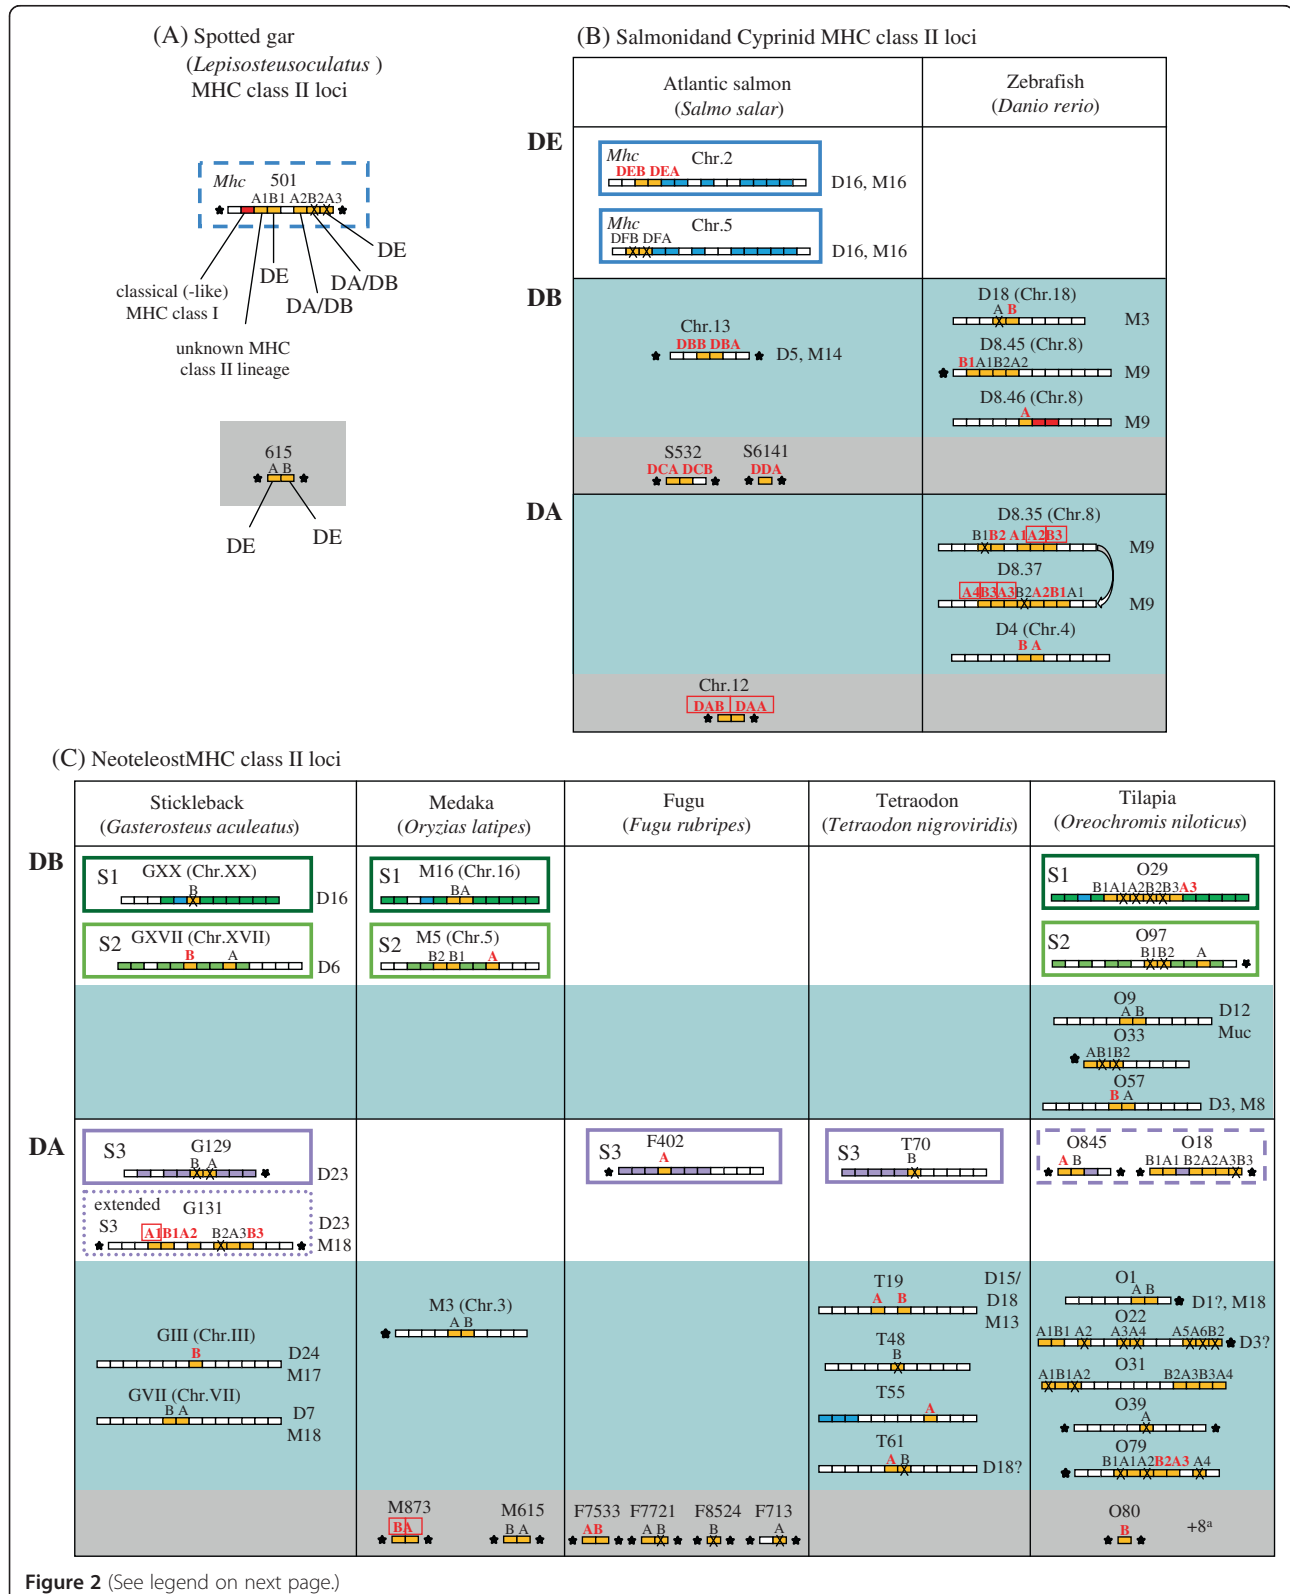 (A) Spotted gar
(Lepisosteusoculatus )
MHC class II loci
Mhc 501
A1B1 A2B2A3
DE
DA/DB
DE
DA/DB
classical (-like)
MHC class I
unknown MHC
class II lineage
615
A B
DE
DE
(B) Salmonidand Cyprinid MHC class II loci
Atlantic salmon
(Salmo salar)
Zebrafish
(Danio rerio)
DE
Mhc Chr.2
DEB DEA
D16, M16
Mhc Chr.5
DFB DFA
D16, M16
DB
Chr.13
DBB DBA
D5, M14
D18 (Chr.18)
A B
M3
D8.45 (Chr.8)
B1A1B2A2
M9
D8.46 (Chr.8)
A
M9
S532
DCA DCB
S6141
DDA
DA
D8.35 (Chr.8)
B1B2 A1A2B3
M9
D8.37
A4B3A3B2A2B1A1
M9
D4 (Chr.4)
B A
Chr.12
DAB DAA
(C) NeoteleostMHC class II loci
Stickleback
(Gasterosteus aculeatus)
Medaka
(Oryzias latipes)
Fugu
(Fugu rubripes)
Tetraodon
(Tetraodon nigroviridis)
Tilapia
(Oreochromis niloticus)
DB
S1 GXX (Chr.XX)
B
D16
S2 GXVII (Chr.XVII)
B A
D6
S1 M16 (Chr.16)
BA
S2 M5 (Chr.5)
B2 B1 A
S1 O29
B1A1A2B2B3A3
S2 O97
B1B2 A
O9
A B
D12
Muc
O33
AB1B2
O57
B A
D3, M8
DA
S3 G129
B A
D23
extended
S3 G131
A1B1A2 B2A3B3
D23
M18
S3 F402
A
S3 T70
B
O845
A B
O18
B1A1 B2A2A3B3
GIII (Chr.III)
B
D24
M17
GVII (Chr.VII)
B A
D7
M18
M3 (Chr.3)
A B
T19
A B
D15/
D18
M13
T48
B
T55
A
T61
A B
D18?
O1
A B
D1?, M18
O22
A1B1 A2 A3A4 A5A6B2
D3?
O31
A1B1A2 B2A3B3A4
O39
A
O79
B1A1A2B2A3 A4
M873
BA
M615
B A
F7533
AB
F7721
A B
F8524
B
F713
A
O80
B
+8a
Figure 2 (See legend on next page.)